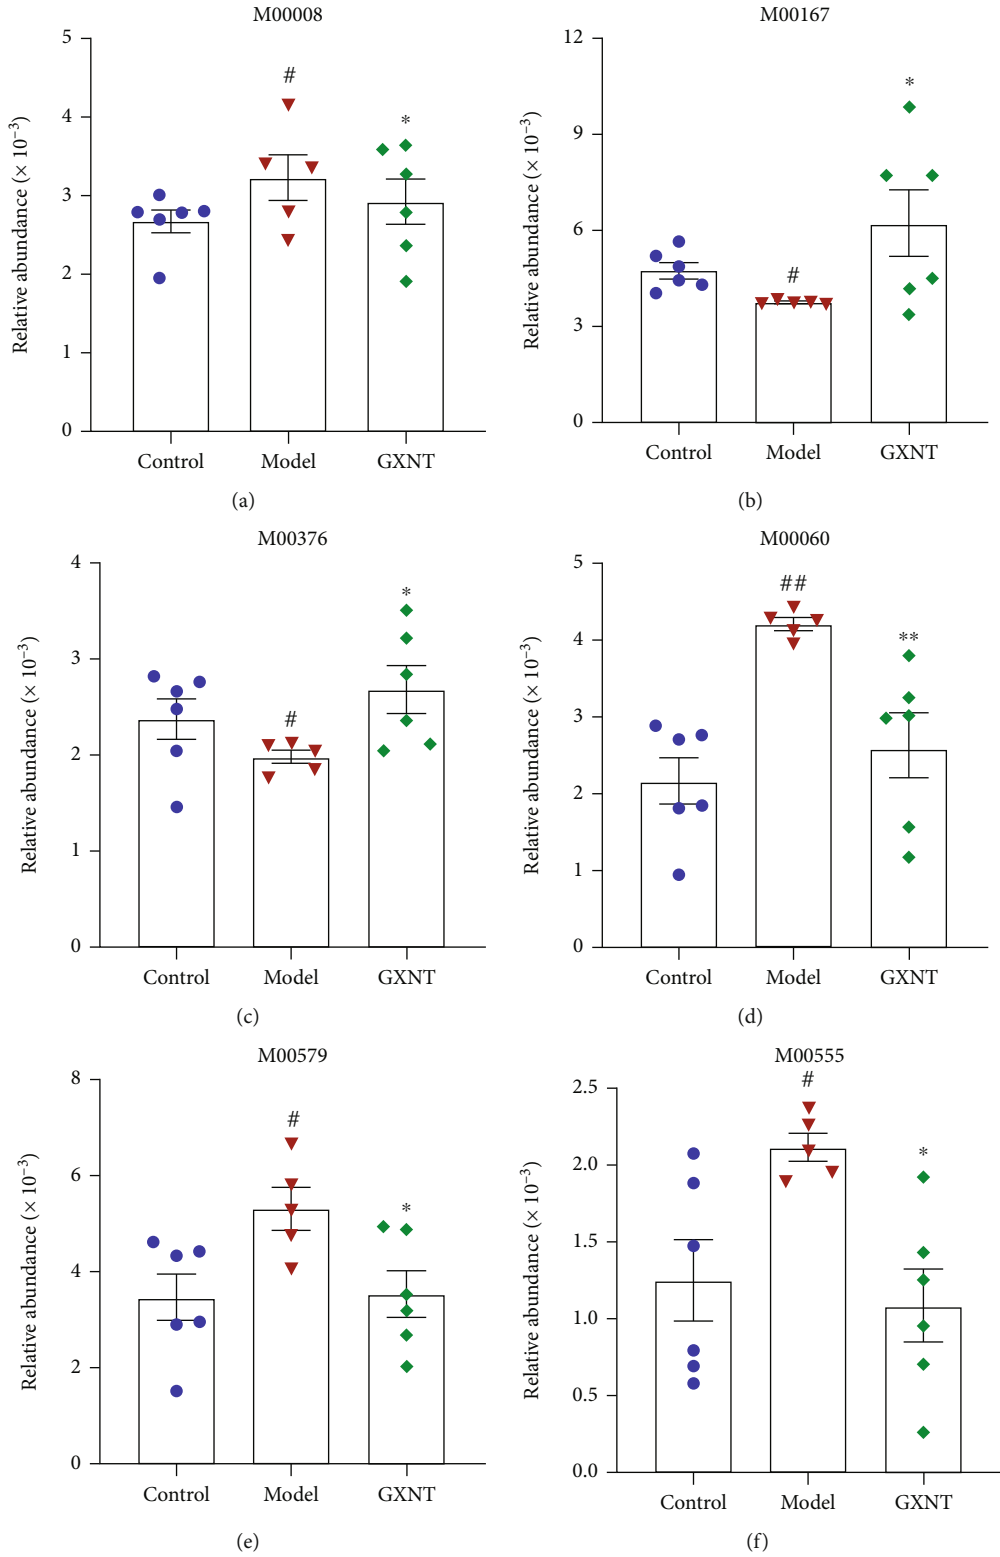 M00008
Relative abundance (× 10⁻³)
5
4
3
2
1
0
#
*
Control Model GXNT
(a)
M00167
Relative abundance (× 10⁻³)
12
9
6
3
0
#
*
Control Model GXNT
(b)
M00376
Relative abundance (× 10⁻³)
4
3
2
1
0
#
*
Control Model GXNT
(c)
M00060
Relative abundance (× 10⁻³)
5
4
3
2
1
0
##
**
Control Model GXNT
(d)
M00579
Relative abundance (× 10⁻³)
8
6
4
2
0
#
*
Control Model GXNT
(e)
M00555
Relative abundance (× 10⁻³)
2.5
2.0
1.5
1.0
0.5
0.0
#
*
Control Model GXNT
(f)